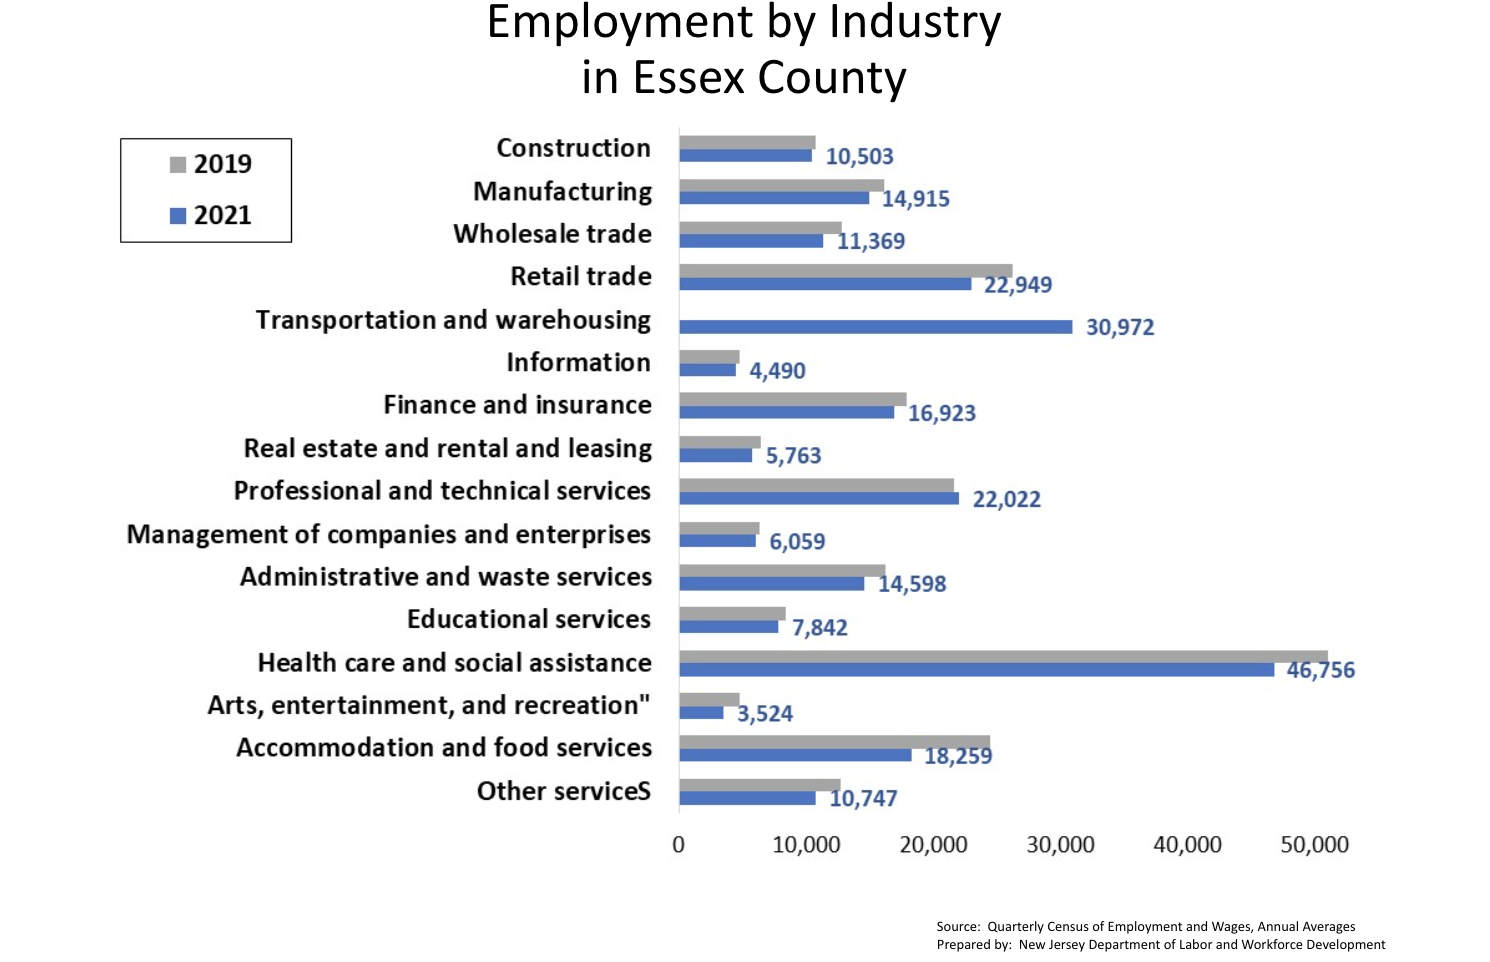 Employment by Industry
in Essex County
2019
2021
Construction 10,503
Manufacturing 14,915
Wholesale trade 11,369
Retail trade 22,949
Transportation and warehousing 30,972
Information 4,490
Finance and insurance 16,923
Real estate and rental and leasing 5,763
Professional and technical services 22,022
Management of companies and enterprises 6,059
Administrative and waste services 14,598
Educational services 7,842
Health care and social assistance 46,756
Arts, entertainment, and recreation" 3,524
Accommodation and food services 18,259
Other serviceS 10,747
0 10,000 20,000 30,000 40,000 50,000
Source: Quarterly Census of Employment and Wages, Annual Averages
Prepared by: New Jersey Department of Labor and Workforce Development